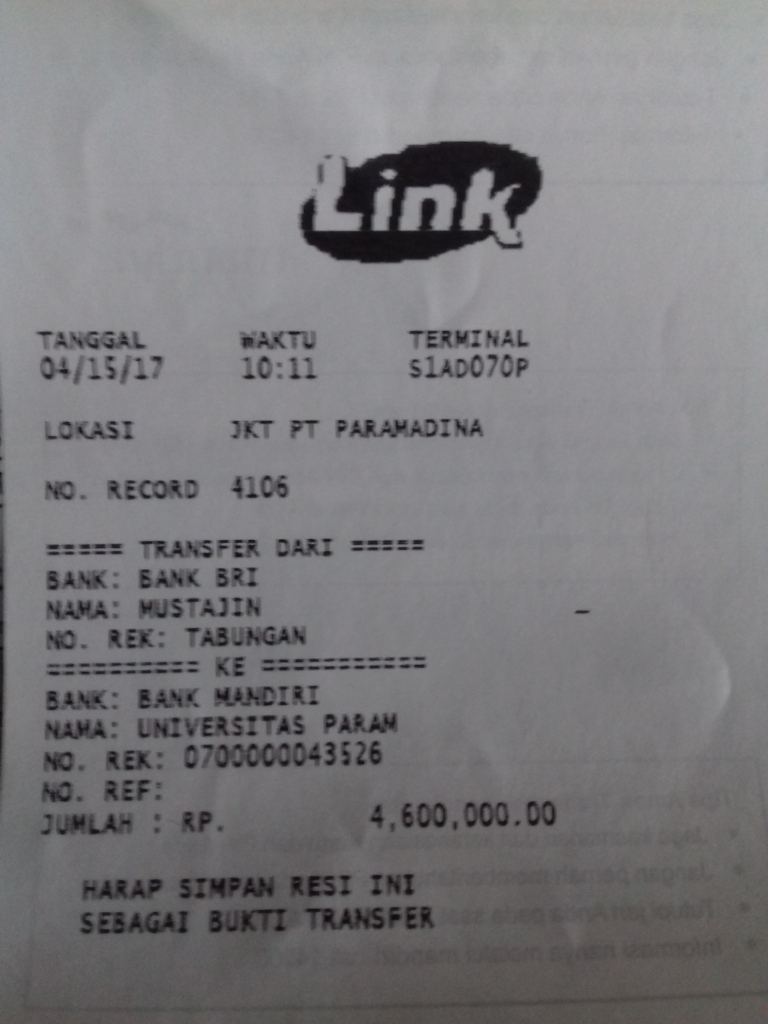 Link
TANGGAL WAKTU TERMINAL
04/15/17 10:11 S1AD070P
LOKASI JKT PT PARAMADINA
NO. RECORD 4106
===== TRANSFER DARI =====
BANK: BANK BRI
NAMA: MUSTAJIN
NO. REK: TABUNGAN
========== KE ==========
BANK: BANK MANDIRI
NAMA: UNIVERSITAS PARAM
NO. REK: 0700000043526
NO. REF:
JUMLAH : RP. 4,600,000.00
HARAP SIMPAN RESI INI
SEBAGAI BUKTI TRANSFER